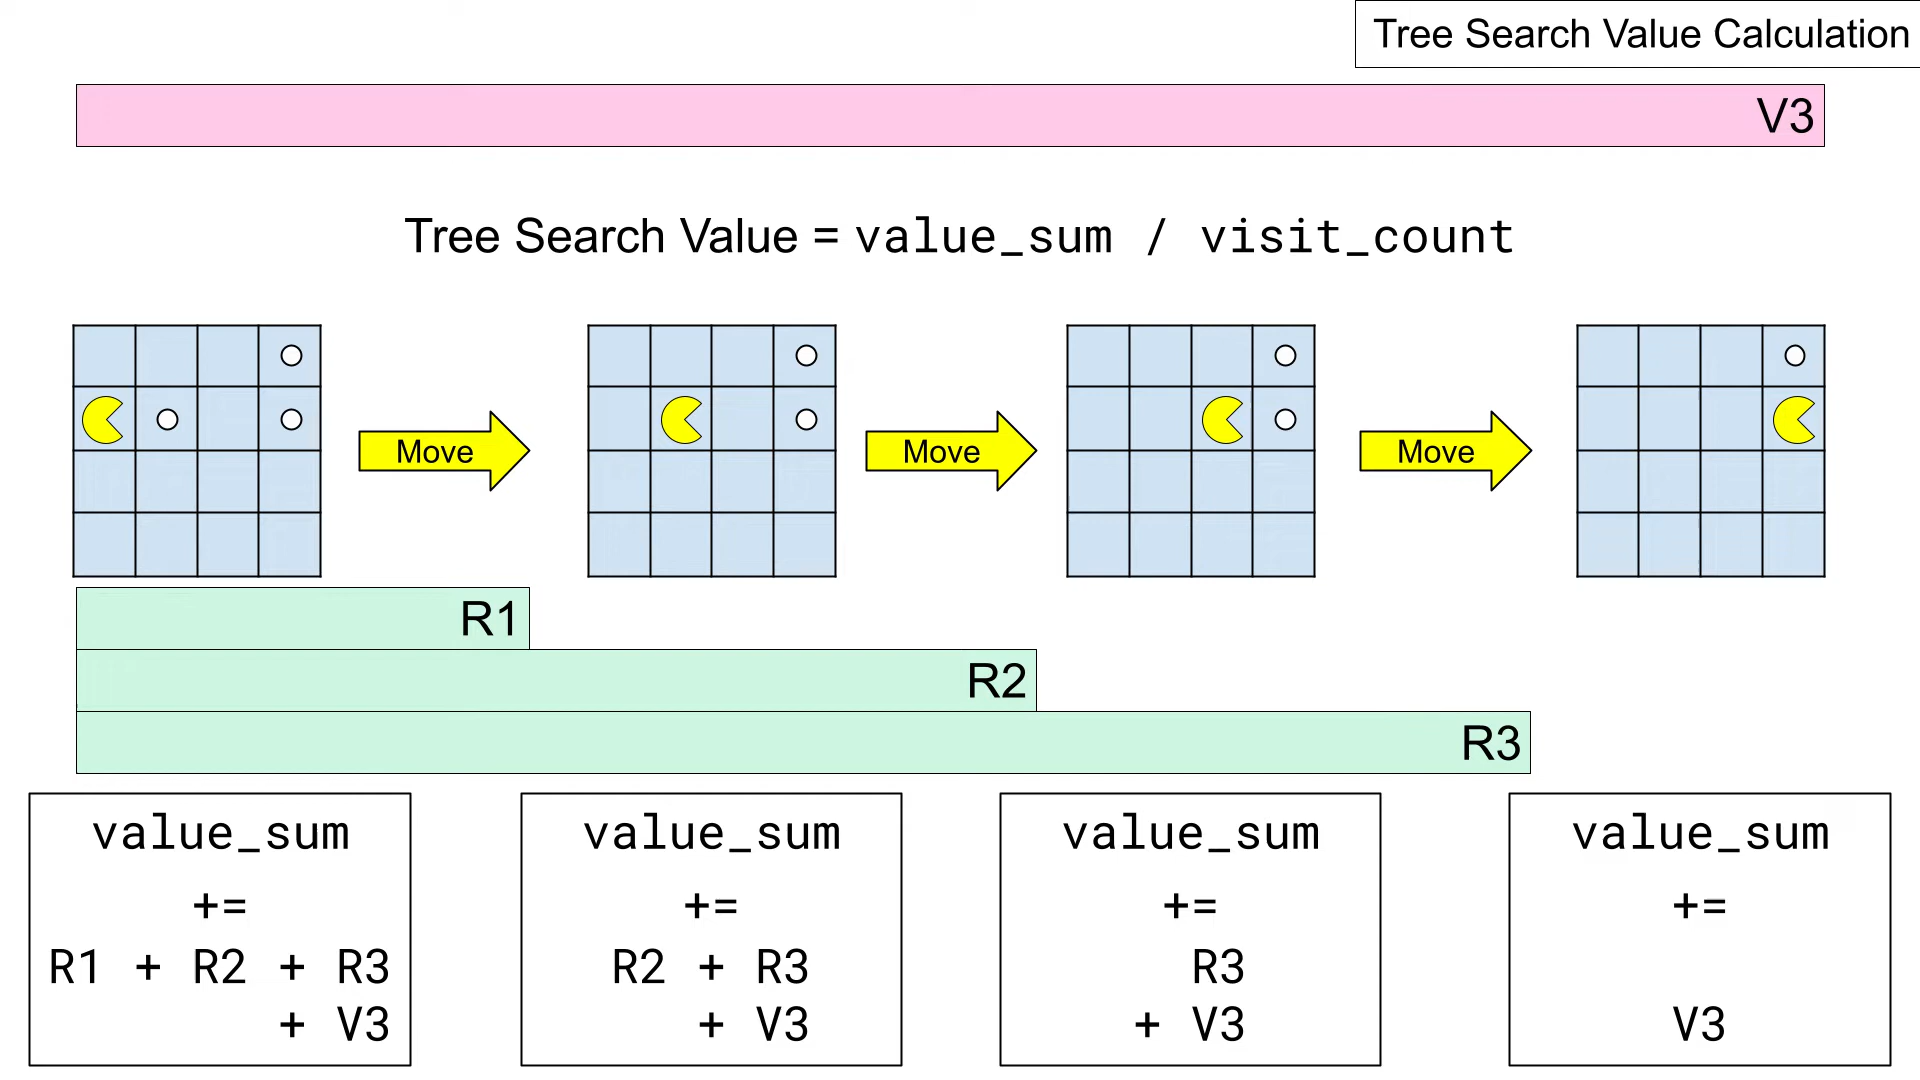 Tree Search Value Calculation
V3
Tree Search Value = value_sum / visit_count
Move
Move
Move
R1
R2
R3
value_sum
+=
R1 + R2 + R3
+ V3
value_sum
+=
R2 + R3
+ V3
value_sum
+=
R3
+ V3
value_sum
+=
V3